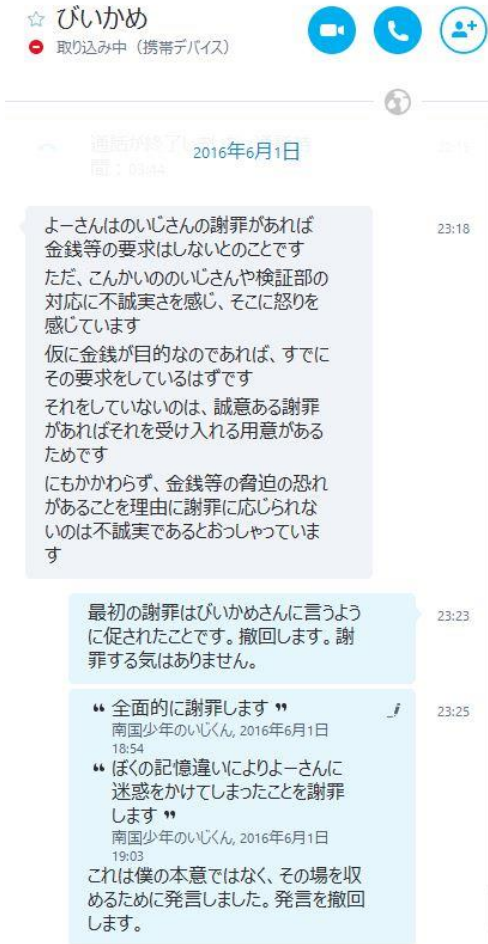 びいかめ
取り込み中（携帯デバイス）
2016年6月1日
よーさんはのいじさんの謝罪があれば
金銭等の要求はしないとのことです
ただ、こんかいののいじさんや検証部の
対応に不誠実さを感じ、そこに怒りを
感じています
仮に金銭が目的なのであれば、すでに
その要求をしているはずです
それをしていないのは、誠意ある謝罪
があればそれを受け入れる用意がある
ためです
にもかかわらず、金銭等の脅迫の恐れ
があることを理由に謝罪に応じられな
いのは不誠実であるとおっしゃっていま
す
23:18
最初の謝罪はびいかめさんに言うよう
に促されたことです。撤回します。謝
罪する気はありません。
23:23
❝ 全面的に謝罪します ❞
南国少年のいじくん, 2016年6月1日
18:54
❝ ぼくの記憶違いによりよーさんに
迷惑をかけてしまったことを謝罪
します ❞
南国少年のいじくん, 2016年6月1日
19:03
これは僕の本意ではなく、その場を収
めるために発言しました。発言を撤回
します。
23:25